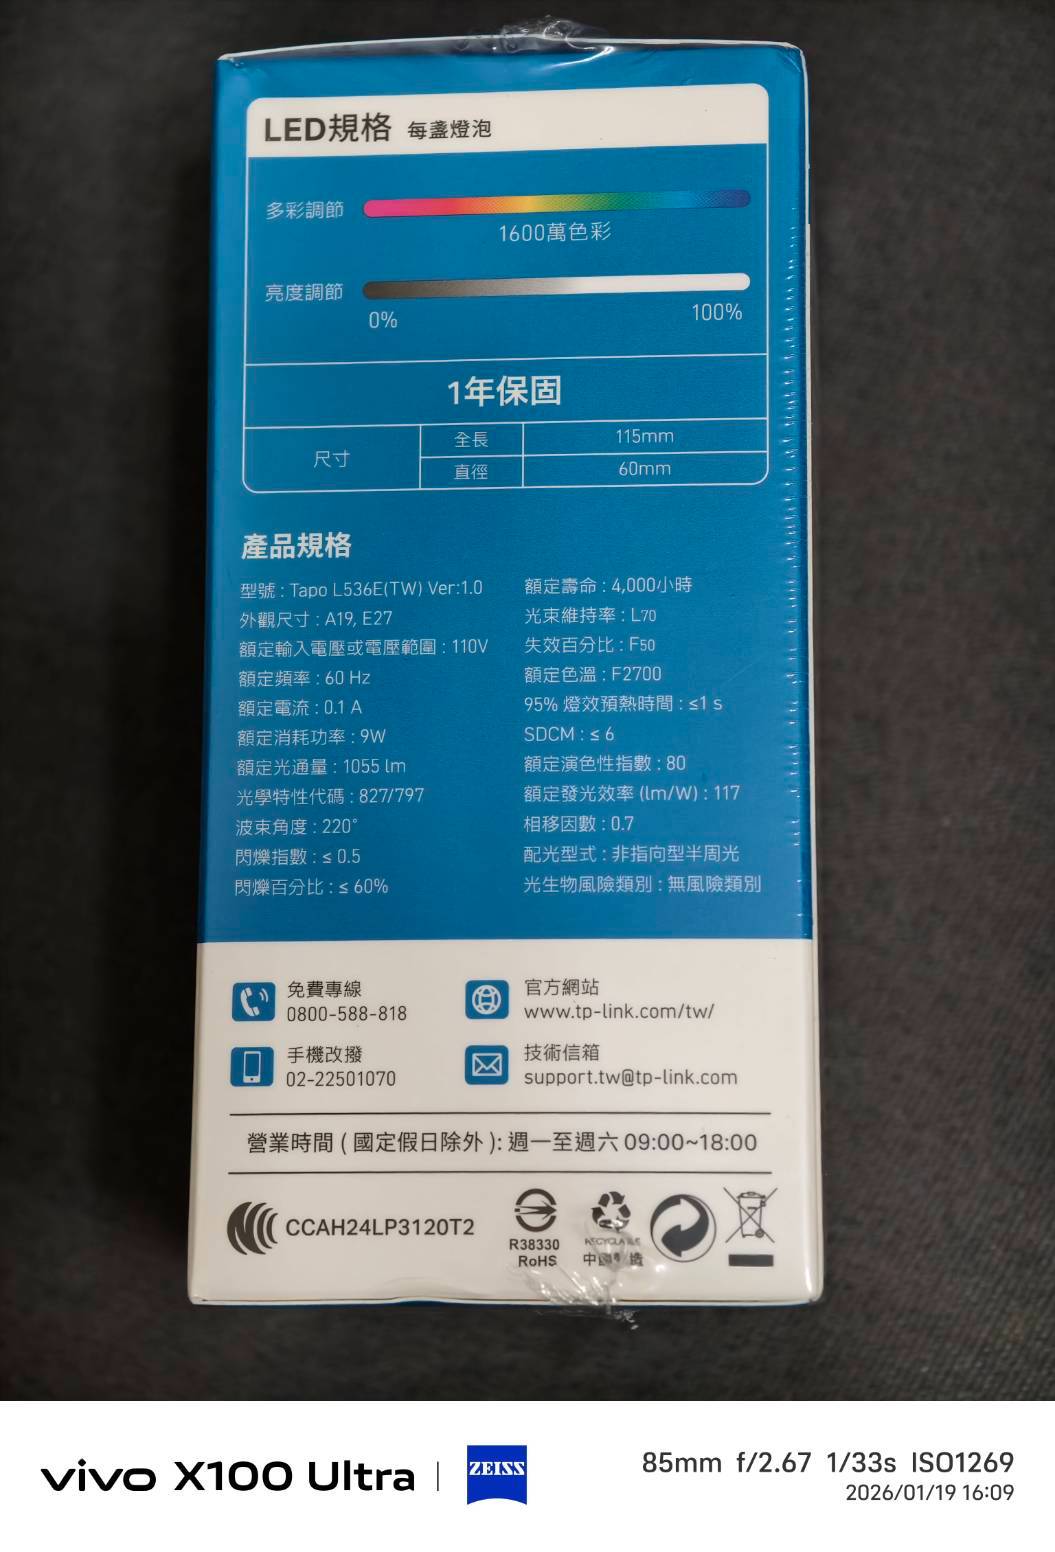 LED規格 每盞燈泡
多彩調節
1600萬色彩
亮度調節
0% 100%
1年保固
尺寸 全長 115mm
直徑 60mm
產品規格
型號 : Tapo L536E(TW) Ver:1.0
外觀尺寸 : A19, E27
額定輸入電壓或電壓範圍 : 110V
額定頻率 : 60 Hz
額定電流 : 0.1 A
額定消耗功率 : 9W
額定光通量 : 1055 lm
光學特性代碼 : 827/797
波束角度 : 220°
閃爍指數 : ≤ 0.5
閃爍百分比 : ≤ 60%
額定壽命 : 4,000小時
光束維持率 : L70
失效百分比 : F50
額定色溫 : F2700
95% 燈效預熱時間 : ≤1 s
SDCM : ≤ 6
額定演色性指數 : 80
額定發光效率 (lm/W) : 117
相移因數 : 0.7
配光型式 : 非指向型半周光
光生物風險類別 : 無風險類別
免費專線
0800-588-818
官方網站
www.tp-link.com/tw/
手機改撥
02-22501070
技術信箱
support.tw@tp-link.com
營業時間 ( 國定假日除外 ): 週一至週六 09:00~18:00
CCAH24LP3120T2
R38330
RoHS
RECYCLABLE
中國製造
vivo X100 Ultra | ZEISS
85mm f/2.67 1/33s ISO1269
2026/01/19 16:09